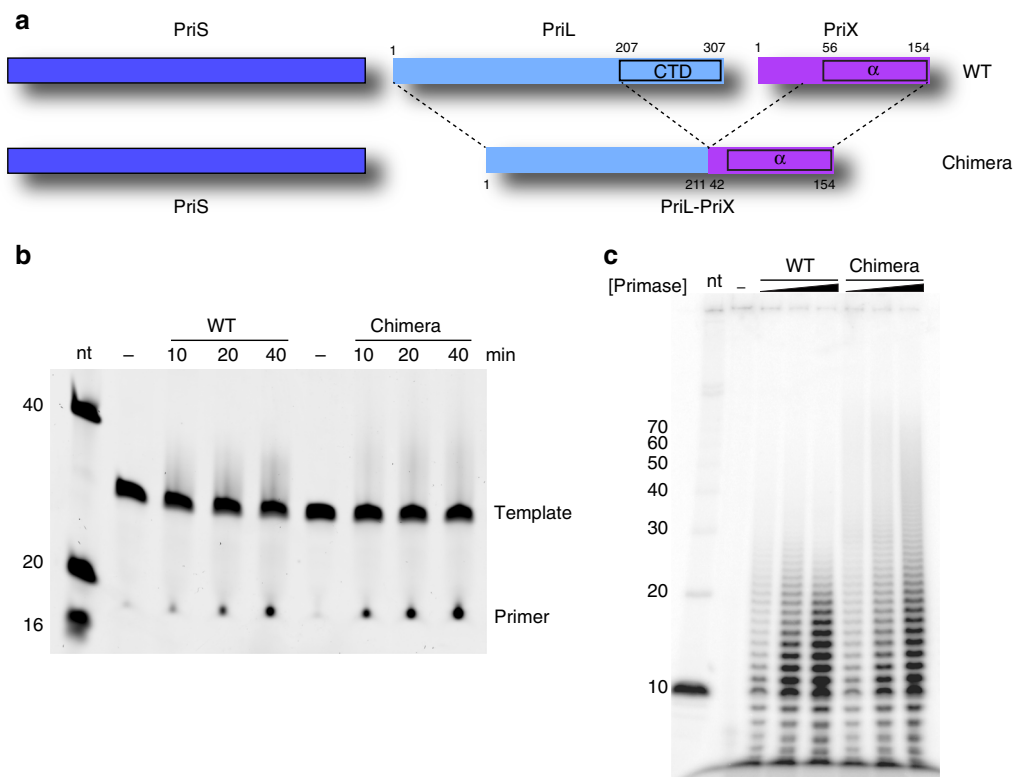 a
PriS PriL PriX
1 207 307 1 56 154
CTD α WT
α Chimera
1 211 42 154
PriS PriL-PriX
b
WT Chimera
nt – 10 20 40 – 10 20 40 min
40
Template
20
Primer
16
c
WT Chimera
[Primase] nt –
70
60
50
40
30
20
10